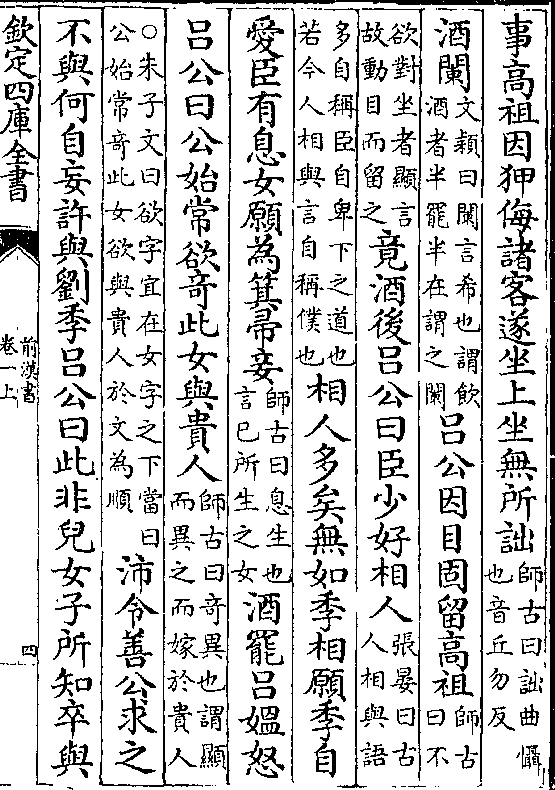 事高祖因狎侮諸客遂坐上坐無所詘師古曰詘曲懾也音丘勿反
酒闌文穎曰闌言希也謂飲酒者半罷半在謂之闌呂公因目固留高祖師古曰不
欲對坐者顯言故動目而留之竟酒後呂公曰臣少好相人張晏曰古人相與語
多自稱臣自卑下之道也若今人相與言自稱僕也相人多矣無如季相願季自
愛臣有息女願為箕帚妾師古曰息生也言已所生之女酒罷呂媼怒
呂公曰公始常欲竒此女與貴人師古曰竒異也謂顯而異之而嫁於貴人
○朱子文曰欲字宜在女字之下當曰公始常竒此女欲與貴人於文為順沛令善公求之
不與何自妄許與劉季呂公曰此非兒女子所知卒與
欽定四庫全書
前漢書
卷一上
四